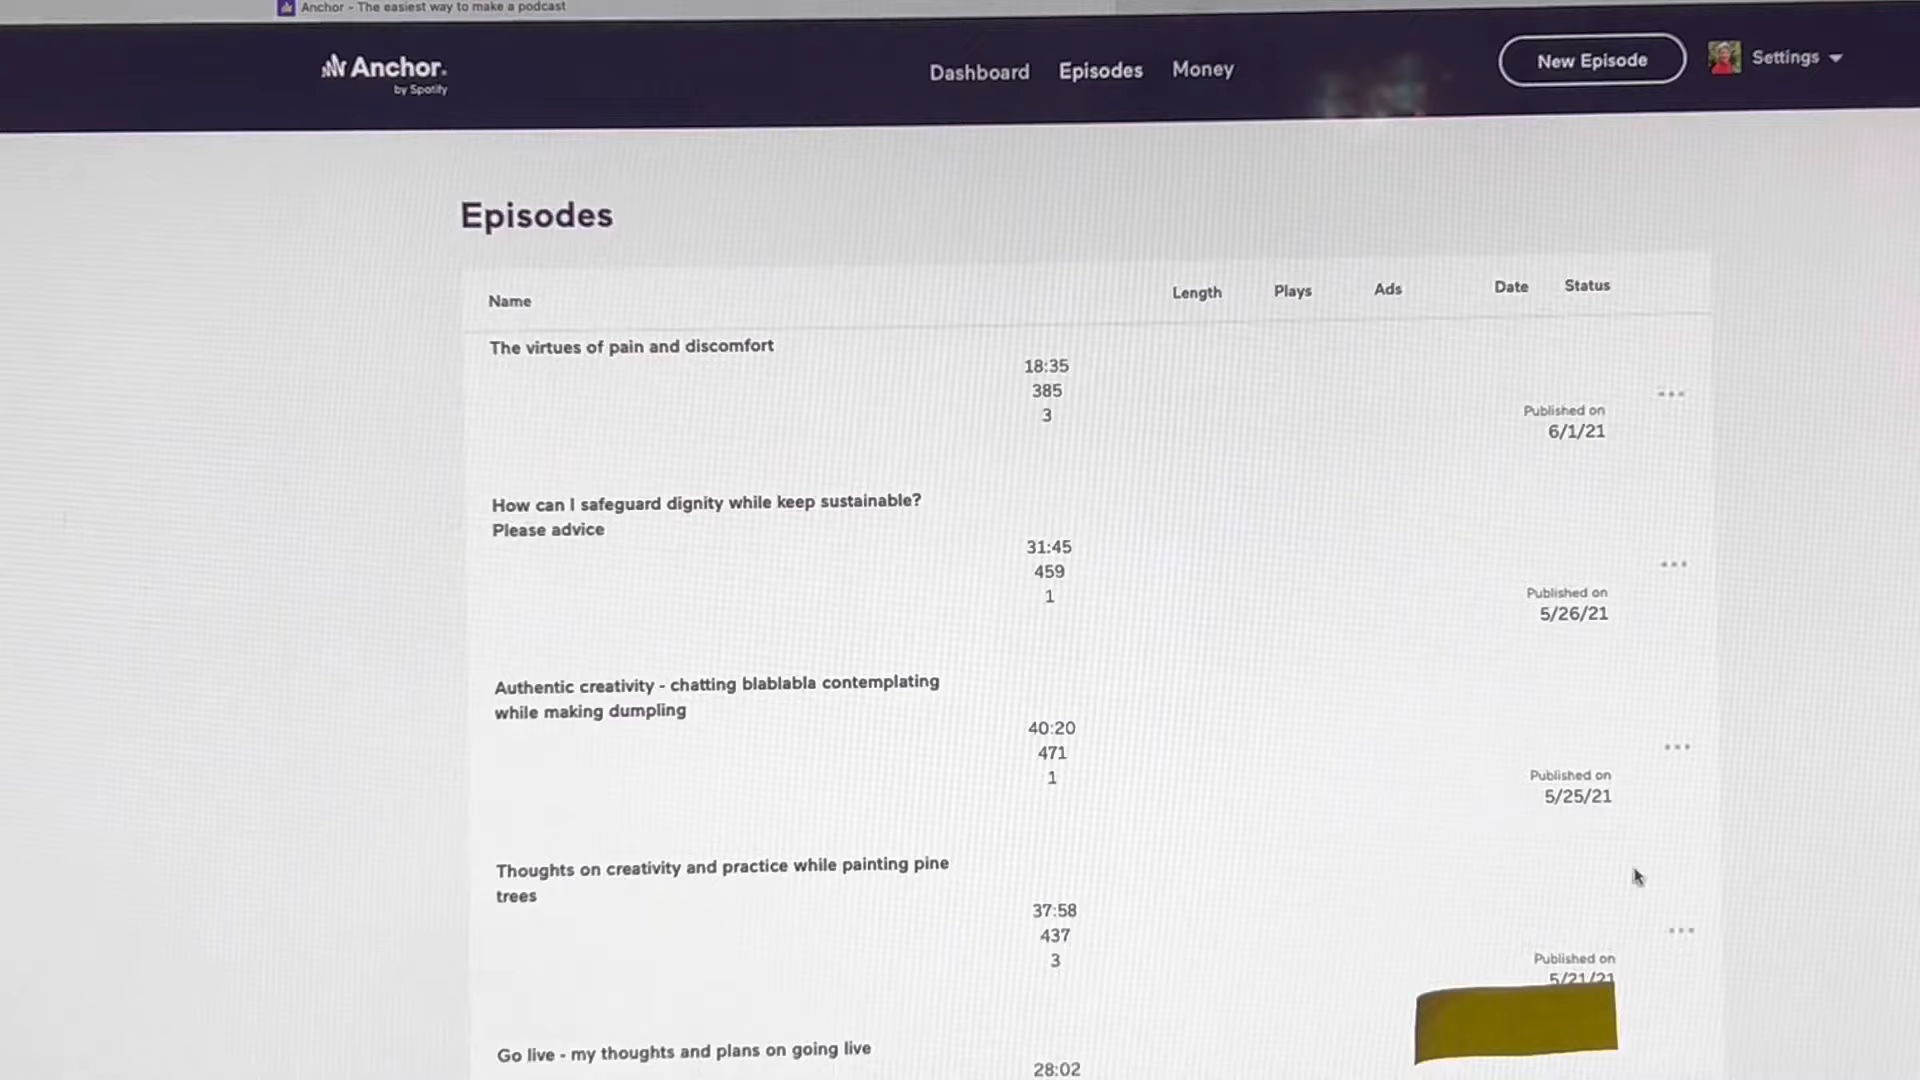 Anchor - The easiest way to make a podcast
Anchor.
by Spotify
Dashboard Episodes Money
New Episode
Settings
Episodes
Name Length Plays Ads Date Status
The virtues of pain and discomfort
18:35
385
3
Published on
6/1/21
How can I safeguard dignity while keep sustainable?
Please advice
31:45
459
1
Published on
5/26/21
Authentic creativity - chatting blablabla contemplating
while making dumpling
40:20
471
1
Published on
5/25/21
Thoughts on creativity and practice while painting pine
trees
37:58
437
3
Published on
5/21/21
Go live - my thoughts and plans on going live
28:02